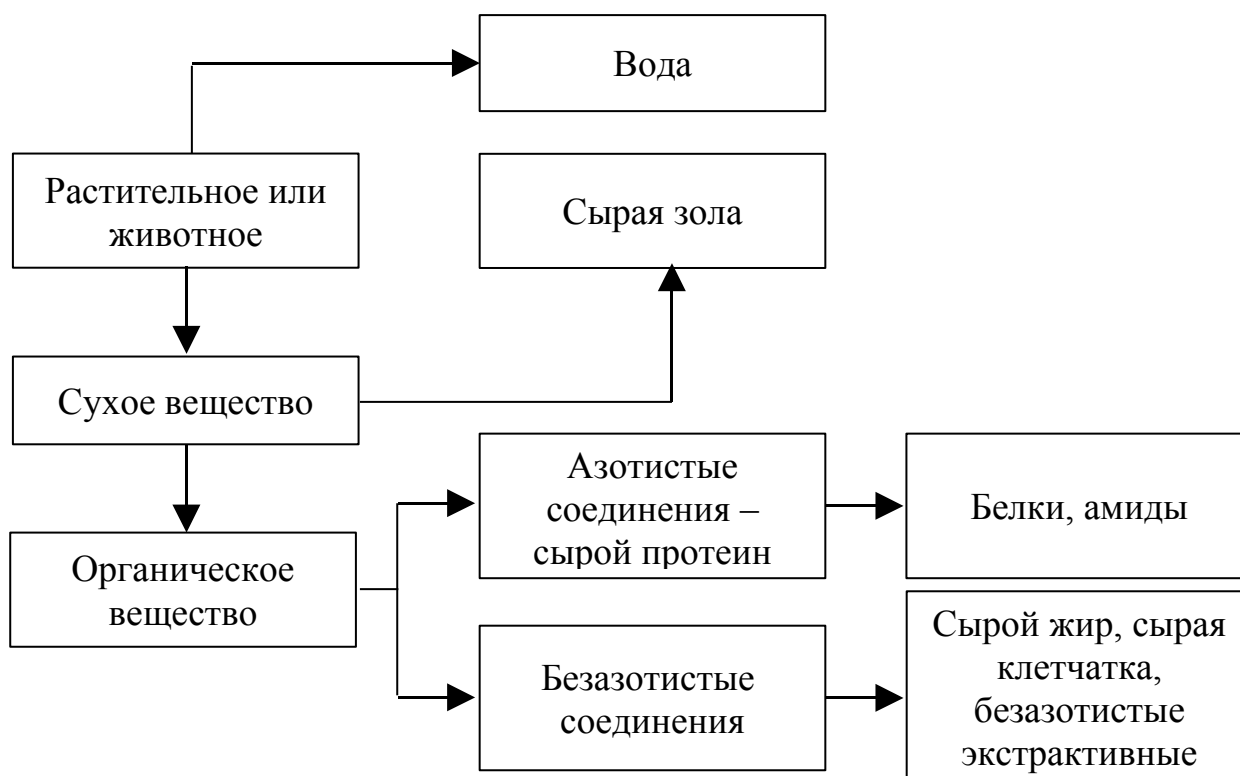 Вода
Растительное или
животное
Сырая зола
Сухое вещество
Азотистые
соединения –
сырой протеин
Белки, амиды
Органическое
вещество
Безазотистые
соединения
Сырой жир, сырая
клетчатка,
безазотистые
экстрактивные